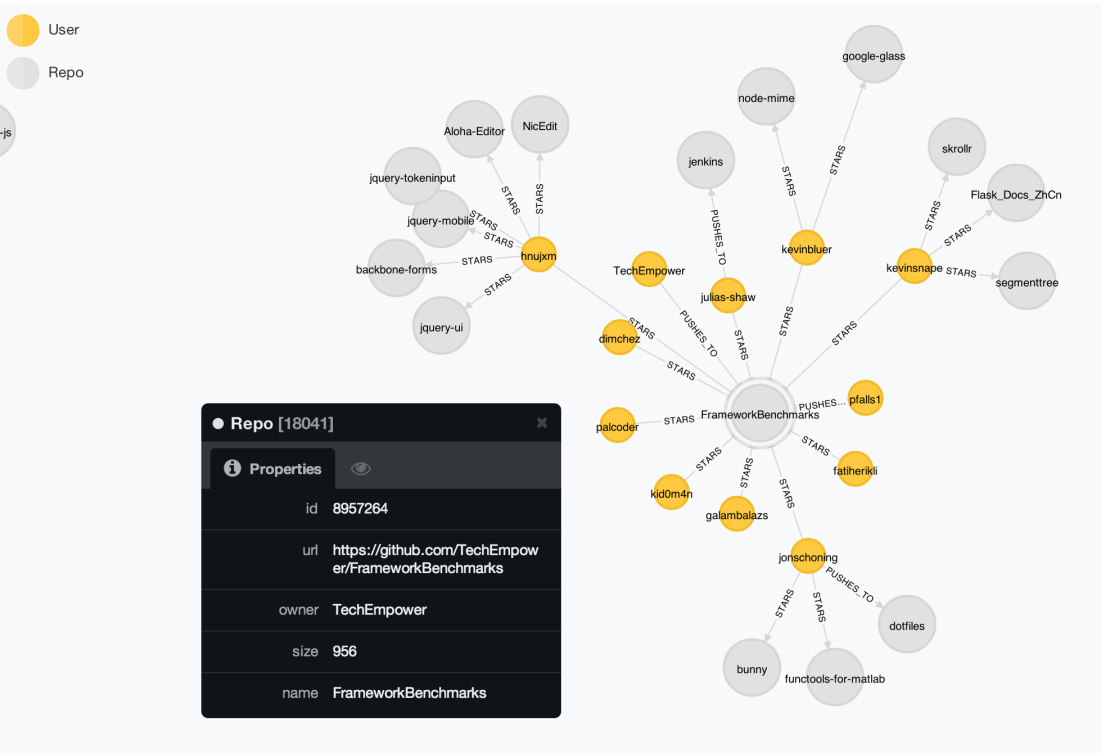 User
Repo
-js
google-glass
node-mime
Aloha-Editor
NicEdit
jenkins
skrollr
jquery-tokeninput
Flask_Docs_ZhCn
jquery-mobile
backbone-forms
hnujxm
TechEmpower
kevinbluer
kevinsnape
segmenttree
julias-shaw
jquery-ui
dimchez
STARS
STARS
STARS
STARS
STARS
STARS
STARS
PUSHES_TO
PUSHES_TO
STARS
STARS
STARS
STARS
STARS
STARS
STARS
STARS
STARS
FrameworkBenchmarks
PUSHES...
pfalls1
palcoder
STARS
STARS
fatiherikli
STARS
STARS
STARS
kid0m4n
galambalazs
jonschoning
PUSHES_TO
STARS
STARS
dotfiles
bunny
functools-for-matlab
Repo [18041]
Properties
id 8957264
url https://github.com/TechEmpow
er/FrameworkBenchmarks
owner TechEmpower
size 956
name FrameworkBenchmarks